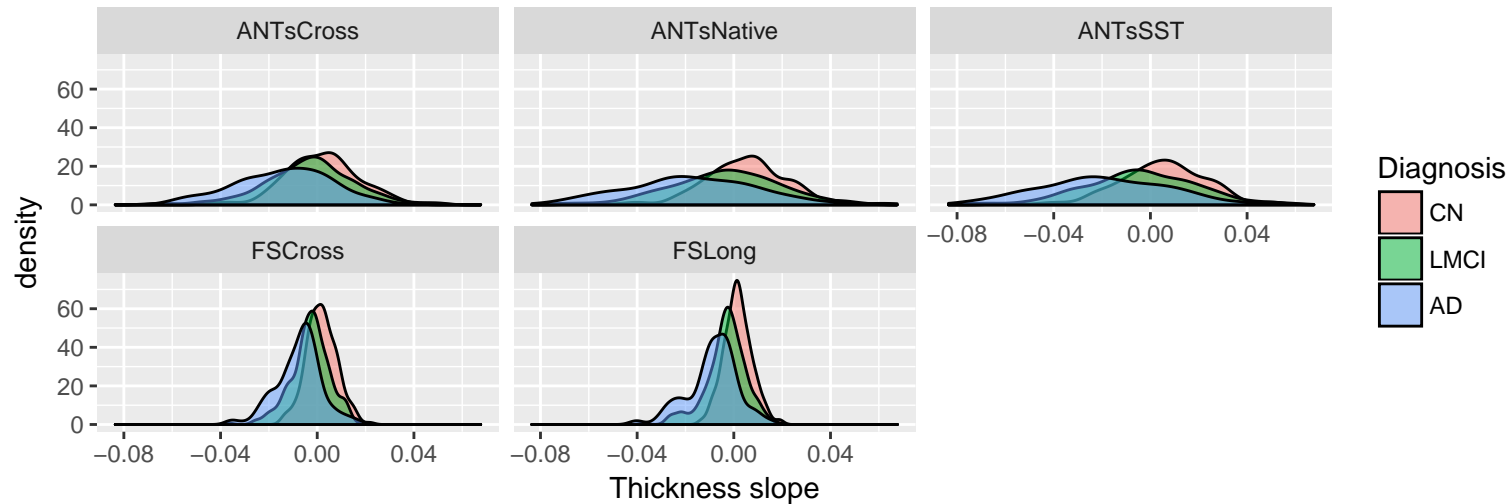 ANTsCross ANTsNative ANTsSST
60
40
20
0
−0.08 −0.04 0.00 0.04
density
FSCross FSLong
60
40
20
0
−0.08 −0.04 0.00 0.04 −0.08 −0.04 0.00 0.04
Thickness slope
Diagnosis
CN
LMCI
AD